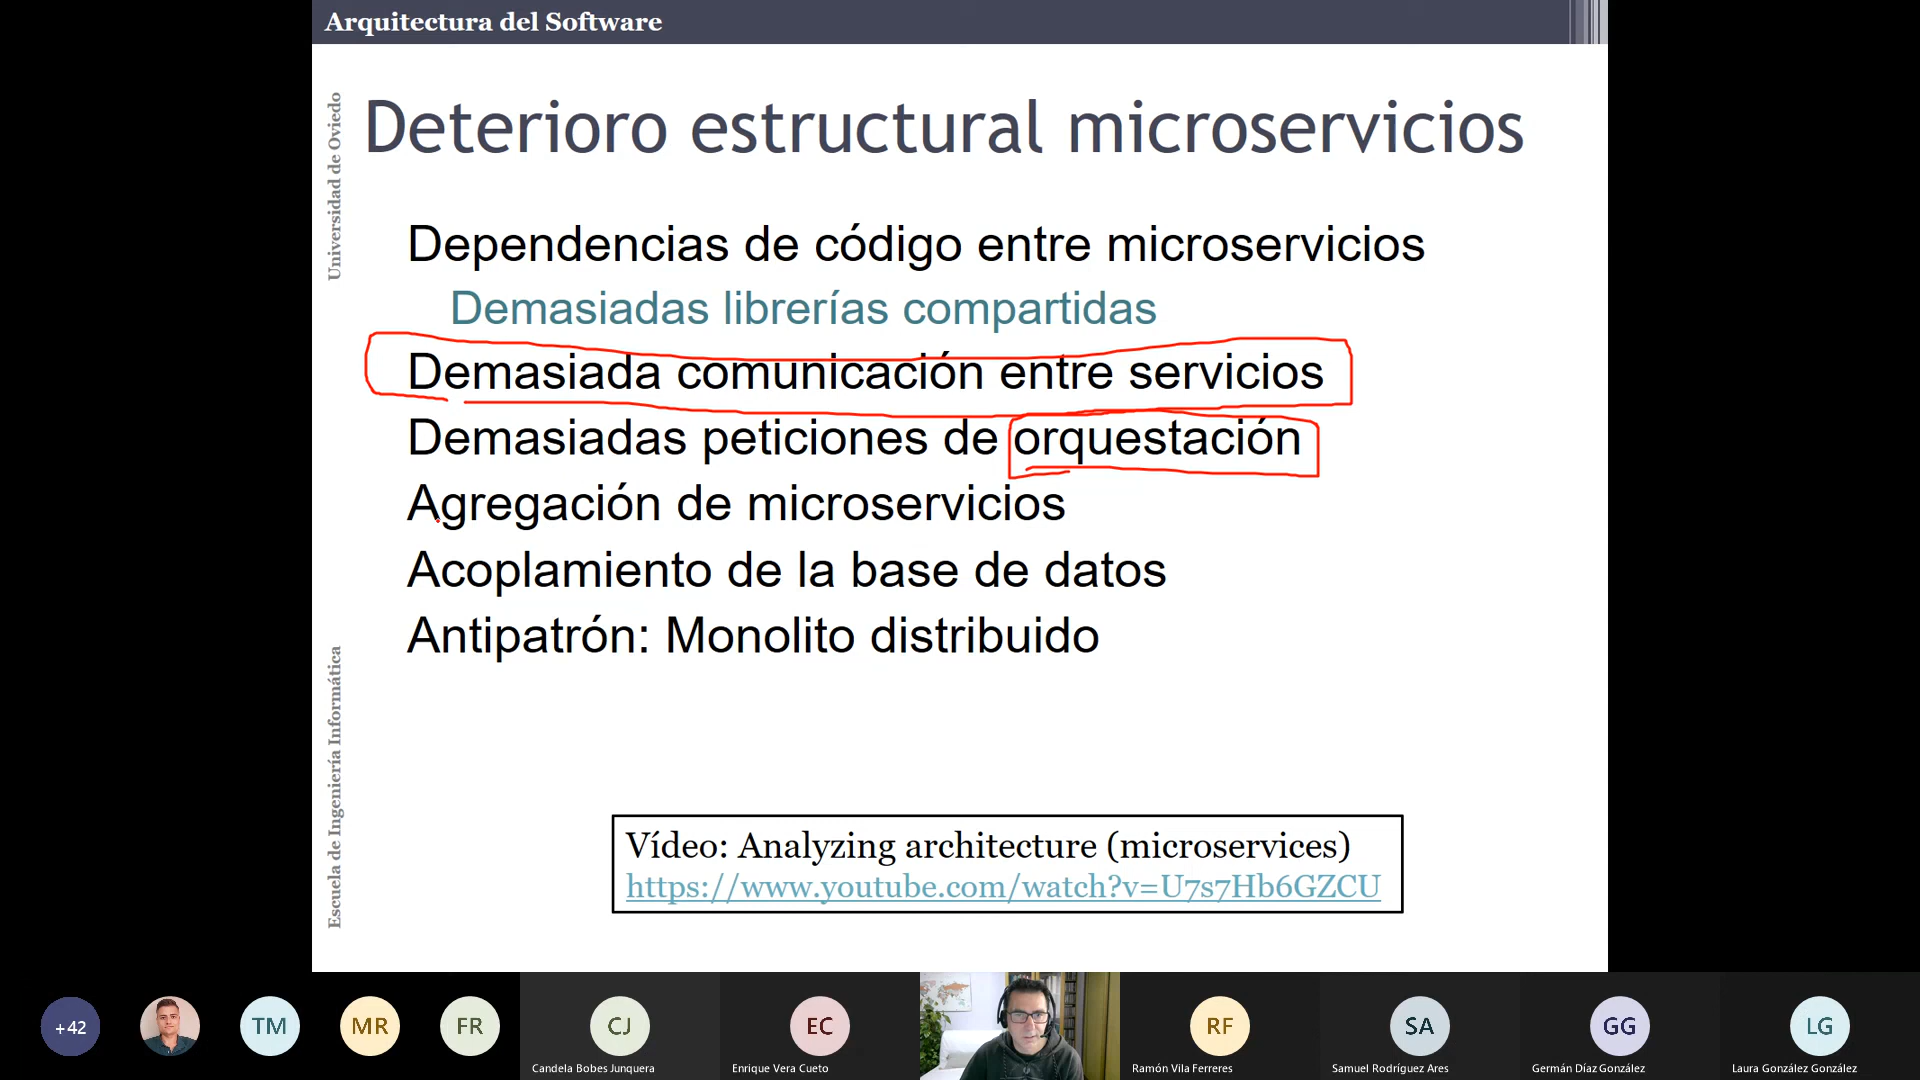 Arquitectura del Software
Universidad de Oviedo
Escuela de Ingeniería Informática
Deterioro estructural microservicios
Dependencias de código entre microservicios
Demasiadas librerías compartidas
Demasiada comunicación entre servicios
Demasiadas peticiones de orquestación
Agregación de microservicios
Acoplamiento de la base de datos
Antipatrón: Monolito distribuido
Vídeo: Analyzing architecture (microservices)
https://www.youtube.com/watch?v=U7s7Hb6GZCU
+42
TM
MR
FR
CJ
EC
RF
SA
GG
LG
Candela Bobes Junquera
Enrique Vera Cueto
Ramón Vila Ferreres
Samuel Rodríguez Ares
Germán Díaz González
Laura González González